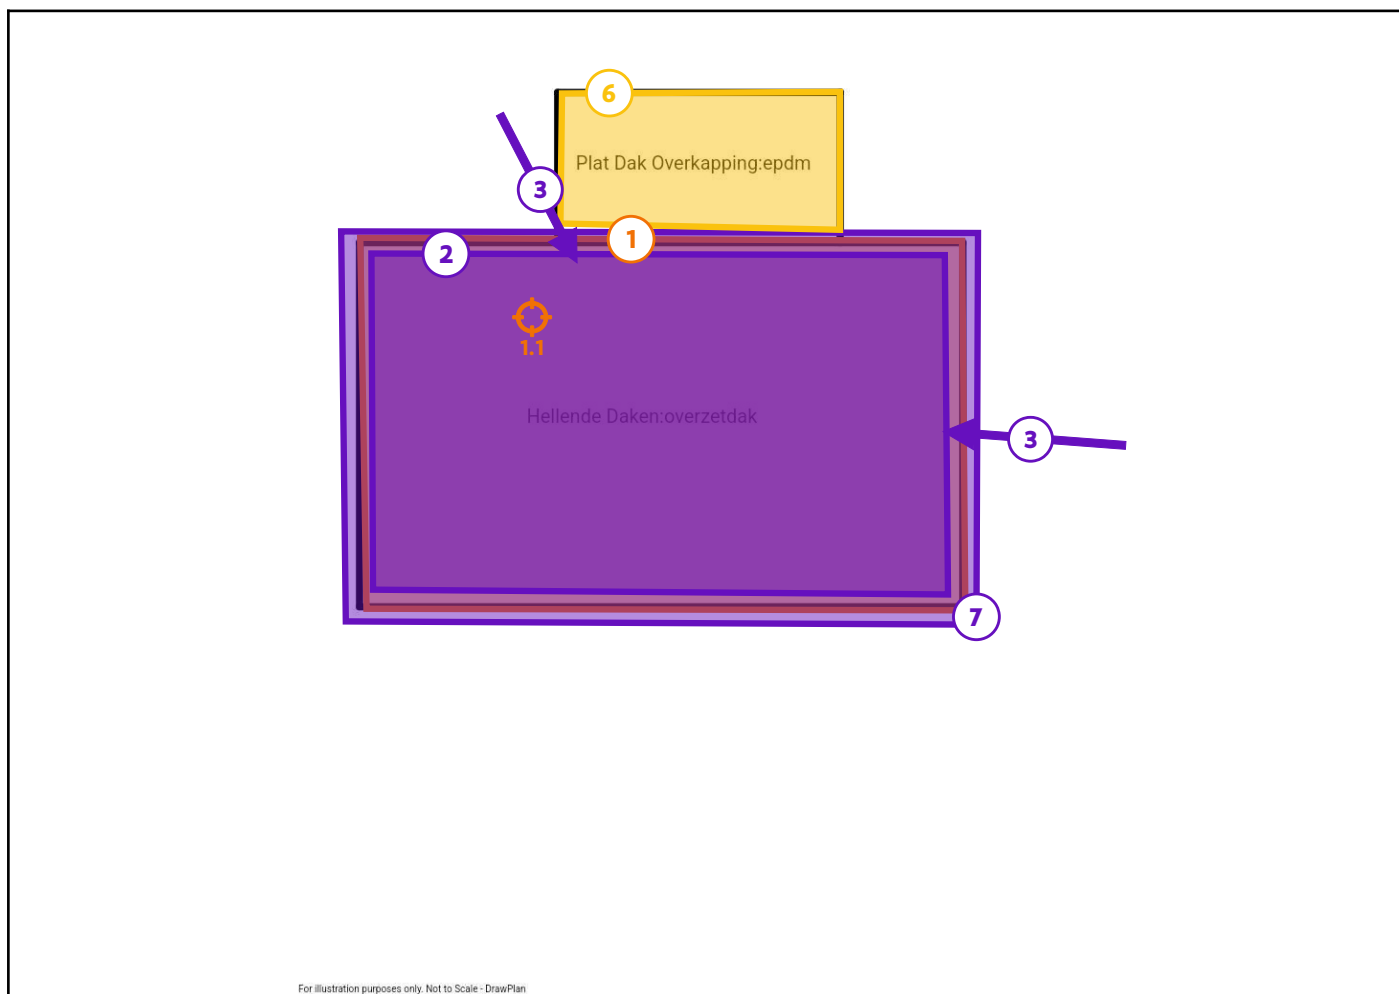 6
Plat Dak Overkapping:epdm
3
1
2
1.1
Hellende Daken:overzetdak
3
7
For illustration purposes only. Not to Scale - DrawPlan